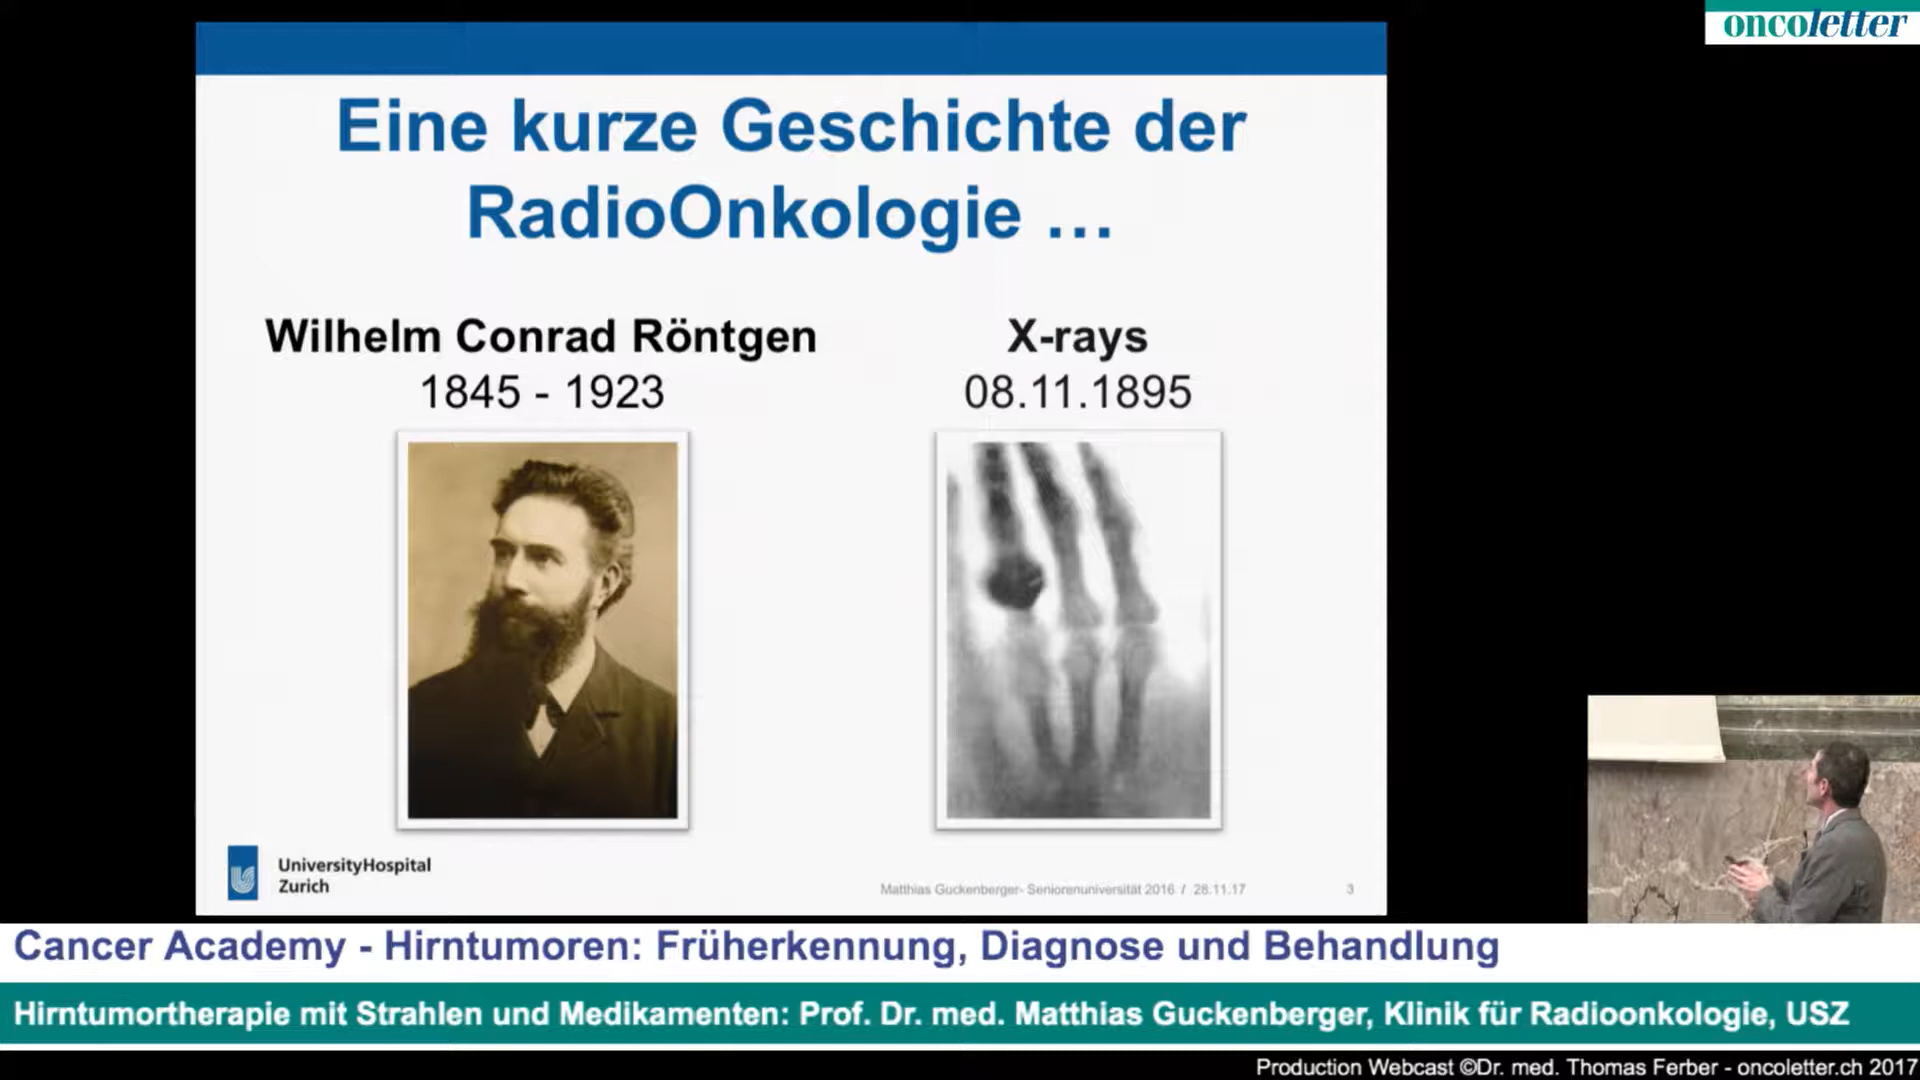 oncoletter
Eine kurze Geschichte der
RadioOnkologie …
Wilhelm Conrad Röntgen
1845 - 1923
X-rays
08.11.1895
UniversityHospital
Zurich
Matthias Guckenberger- Seniorenuniversität 2016 / 28.11.17
3
Cancer Academy - Hirntumoren: Früherkennung, Diagnose und Behandlung
Hirntumortherapie mit Strahlen und Medikamenten: Prof. Dr. med. Matthias Guckenberger, Klinik für Radioonkologie, USZ
Production Webcast ©Dr. med. Thomas Ferber - oncoletter.ch 2017